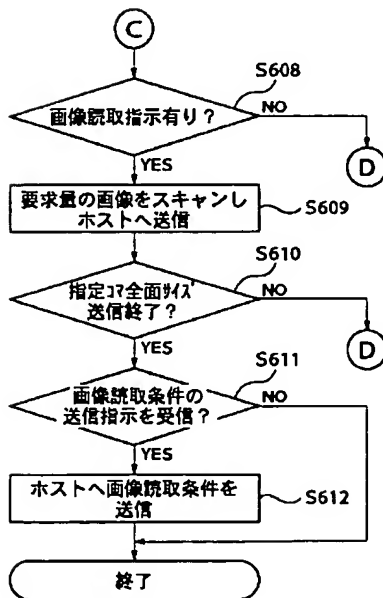 C
S608
画像読取指示有り？
NO
D
YES
要求量の画像をスキャンし
ホストへ送信
S609
S610
指定コマ全面サイズ
送信終了？
NO
D
YES
S611
画像読取条件の
送信指示を受信？
NO
YES
ホストへ画像読取条件を
送信
S612
終了